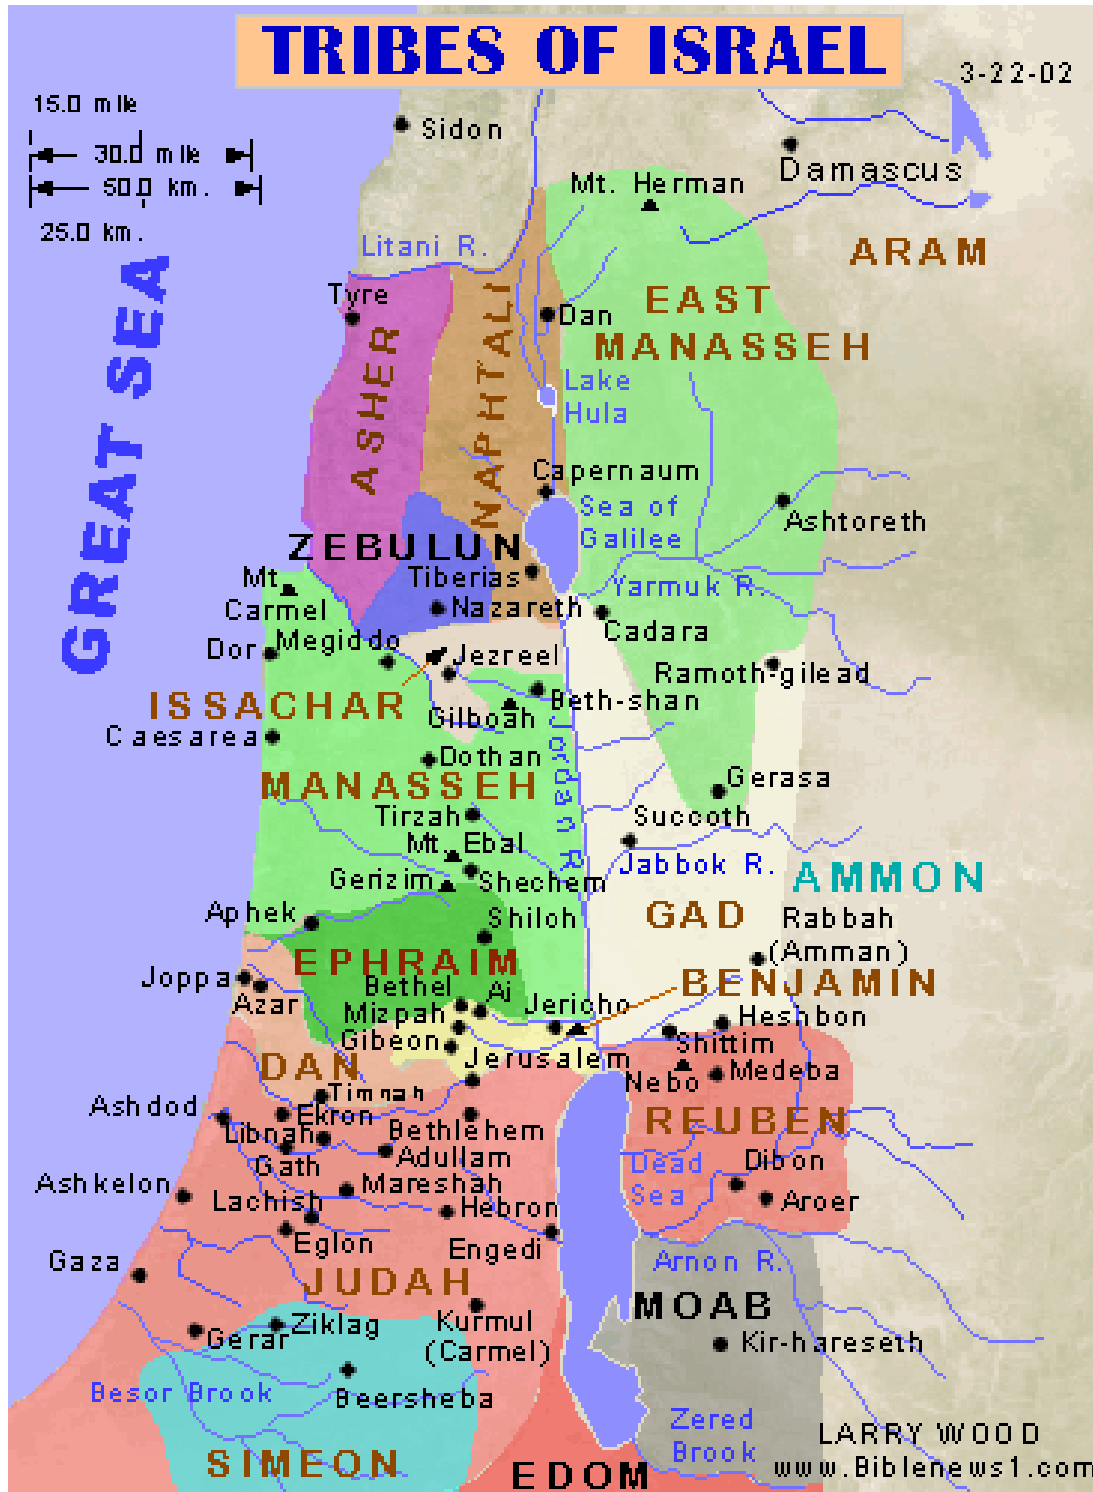 TRIBES OF ISRAEL
3-22-02
15.0 mile
30.0 mile
50.0 km.
25.0 km.
Sidon
Damascus
Mt. Herman
Litani R.
ARAM
GREAT SEA
Tyre
EAST
MANASSEH
Dan
ASHER
NAPHTALI
Lake
Hula
Capernaum
Sea of
Galilee
Ashtoreth
ZEBULUN
Tiberias
Mt.
Carmel
Nazareth
Yarmuk R.
Cadara
Dor
Megiddo
Jezreel
Ramoth-gilead
ISSACHAR
Beth-shan
Gilboah
Caesarea
Dothan
Jordan R
MANASSEH
Gerasa
Tirzah
Succoth
Mt. Ebal
Jabbok R.
Gerizim
Shechem
AMMON
Aphek
Shiloh
GAD
Rabbah
(Amman)
EPHRAIM
Joppa
Azar
Bethel
Ai
Jericho
BENJAMIN
Mizpah
Gibeon
Heshbon
Shittim
Jerusalem
DAN
Nebo
Medeba
Timnah
Ashdod
Ekron
REUBEN
Libnah
Bethlehem
Gath
Adullam
Dead
Sea
Dibon
Ashkelon
Mareshah
Lachish
Hebron
Aroer
Eglon
Engedi
Gaza
Arnon R.
JUDAH
MOAB
Ziklag
Gerar
Kurmul
(Carmel)
Kir-hareseth
Besor Brook
Beersheba
Zered
Brook
LARRY WOOD
SIMEON
EDOM
www.Biblenews1.com